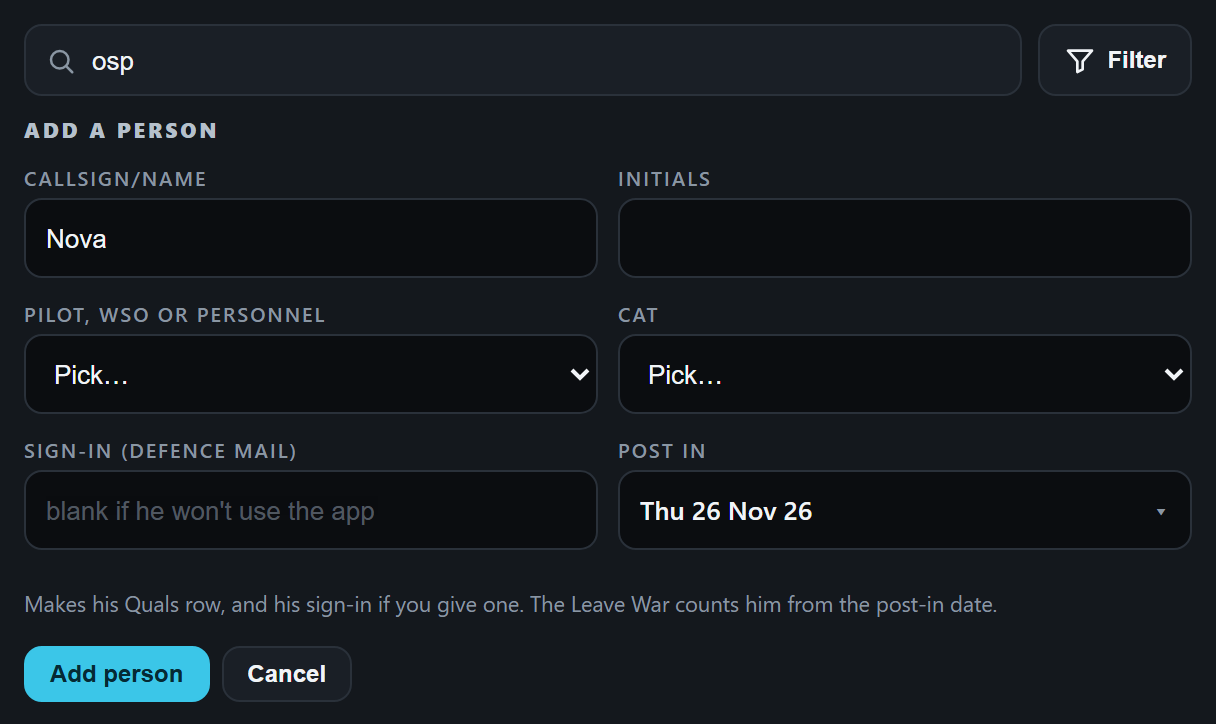 osp
Filter
ADD A PERSON
CALLSIGN/NAME
INITIALS
Nova
PILOT, WSO OR PERSONNEL
CAT
Pick...
Pick...
SIGN-IN (DEFENCE MAIL)
POST IN
blank if he won't use the app
Thu 26 Nov 26
Makes his Quals row, and his sign-in if you give one. The Leave War counts him from the post-in date.
Add person
Cancel